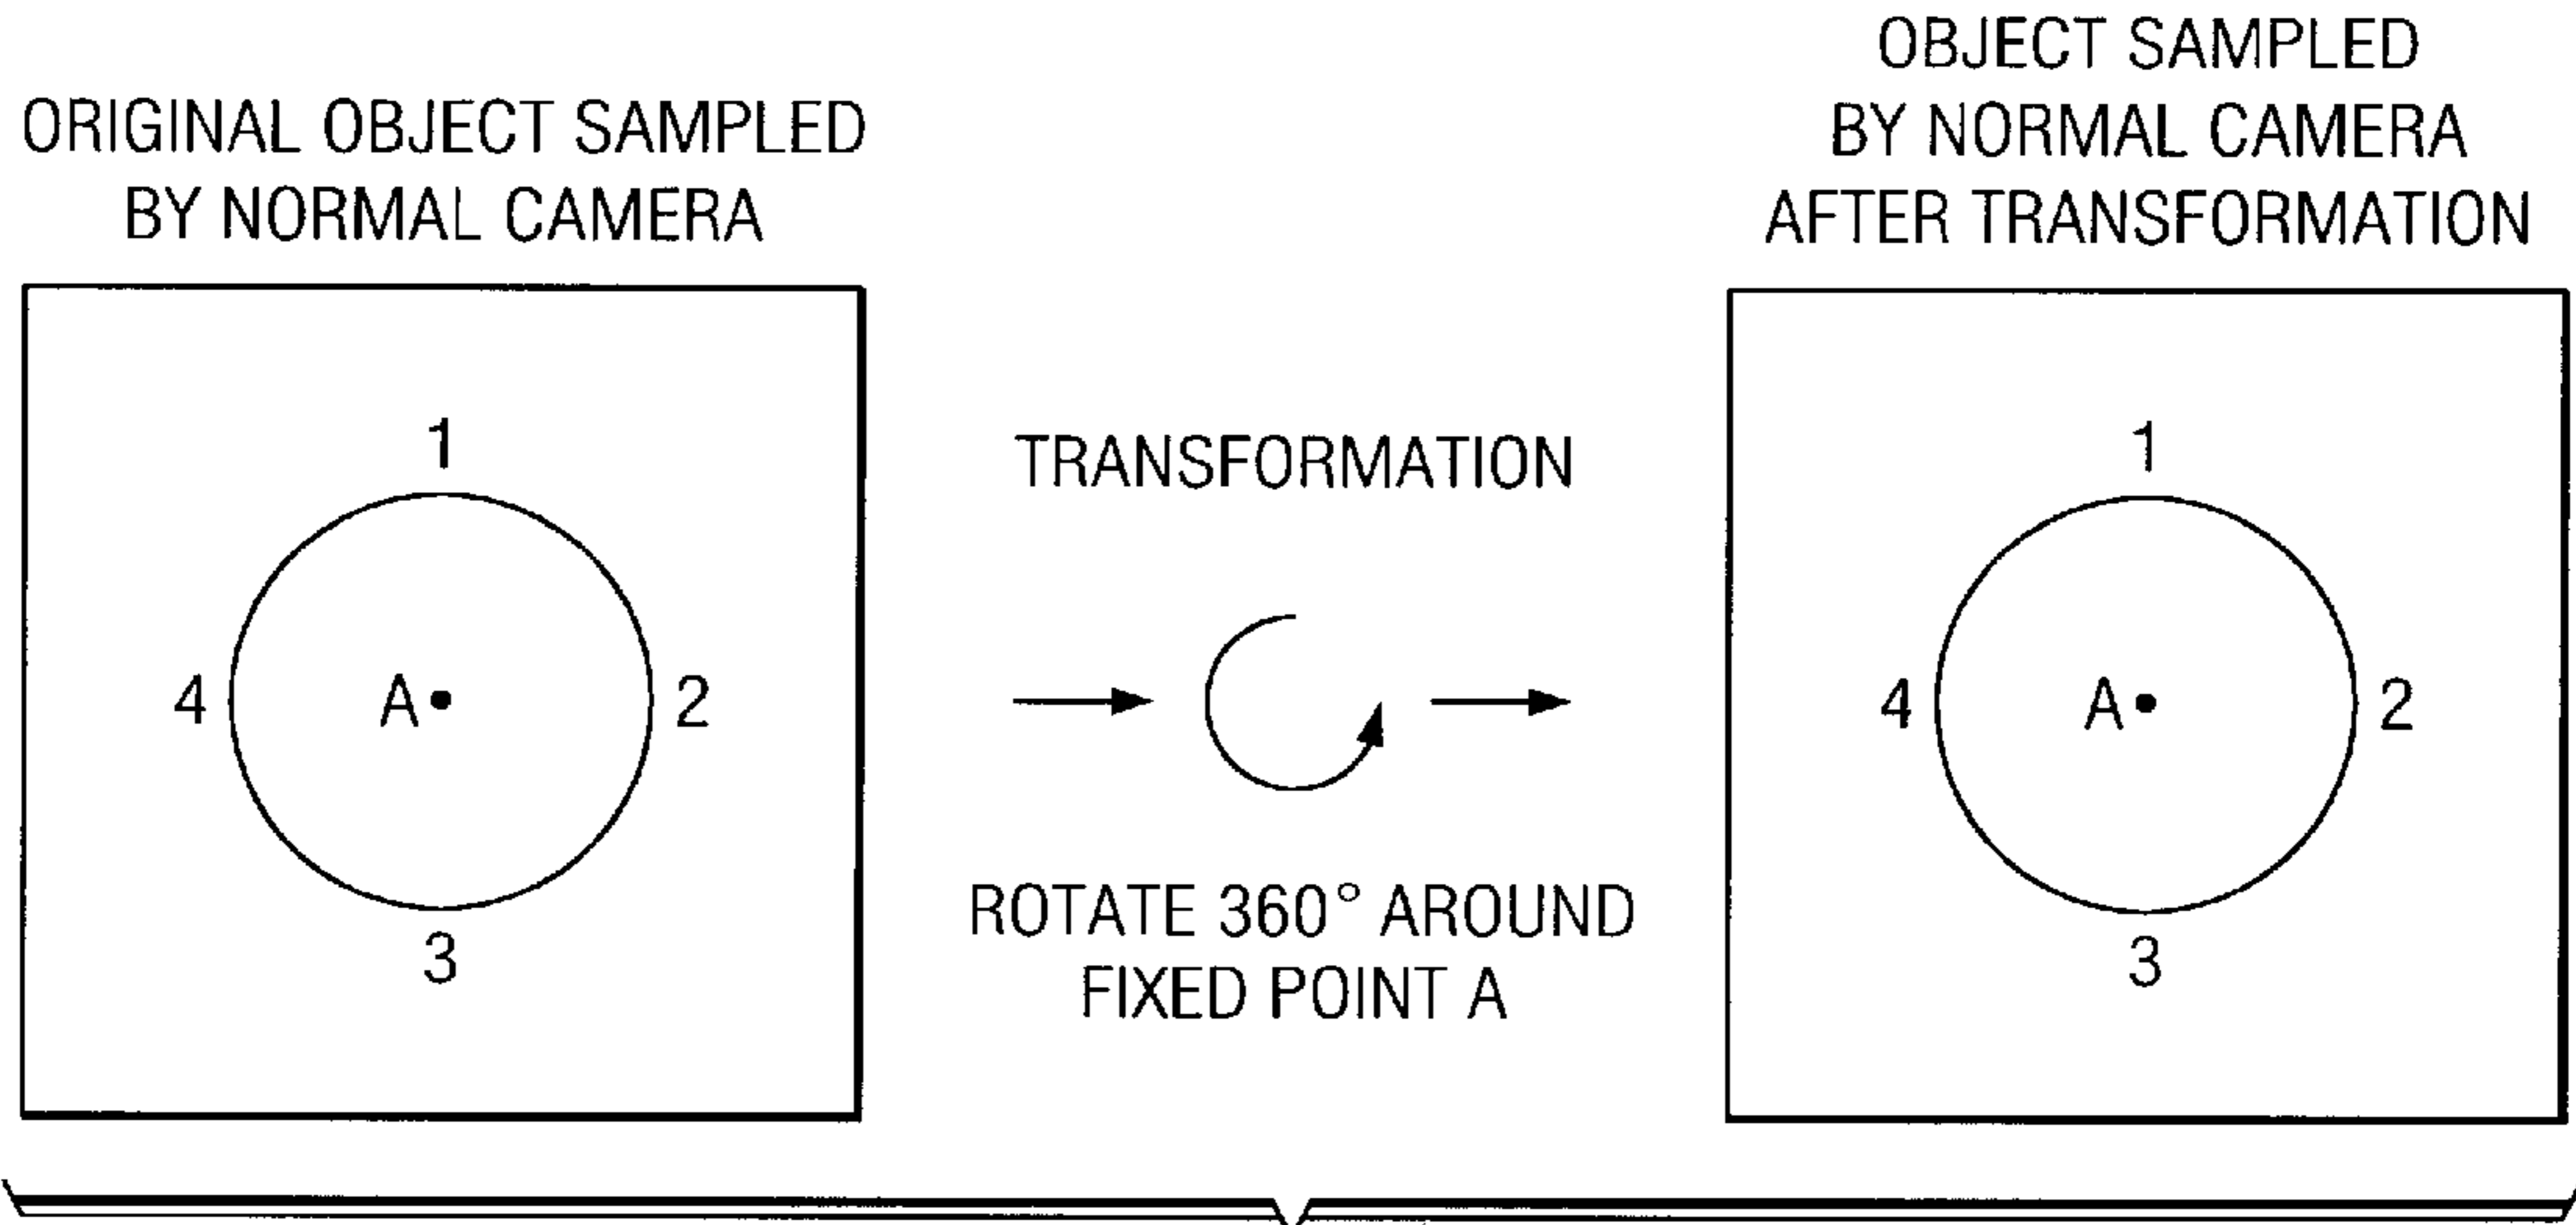 ORIGINAL OBJECT SAMPLED
BY NORMAL CAMERA
1
4
A
2
3
TRANSFORMATION
ROTATE 360° AROUND
FIXED POINT A
OBJECT SAMPLED
BY NORMAL CAMERA
AFTER TRANSFORMATION
1
4
A
2
3